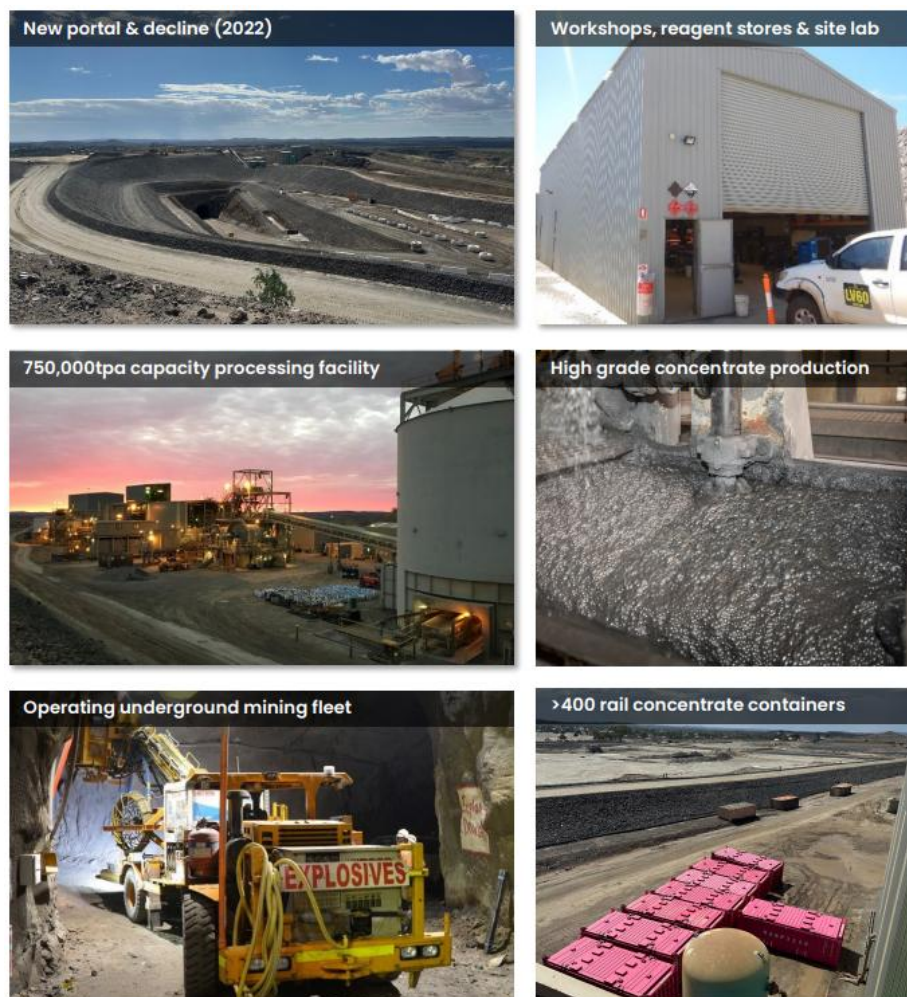 New portal & decline (2022)
Workshops, reagent stores & site lab
LV60
750,000tpa capacity processing facility
High grade concentrate production
Operating underground mining fleet
EXPLOSIVES
>400 rail concentrate containers